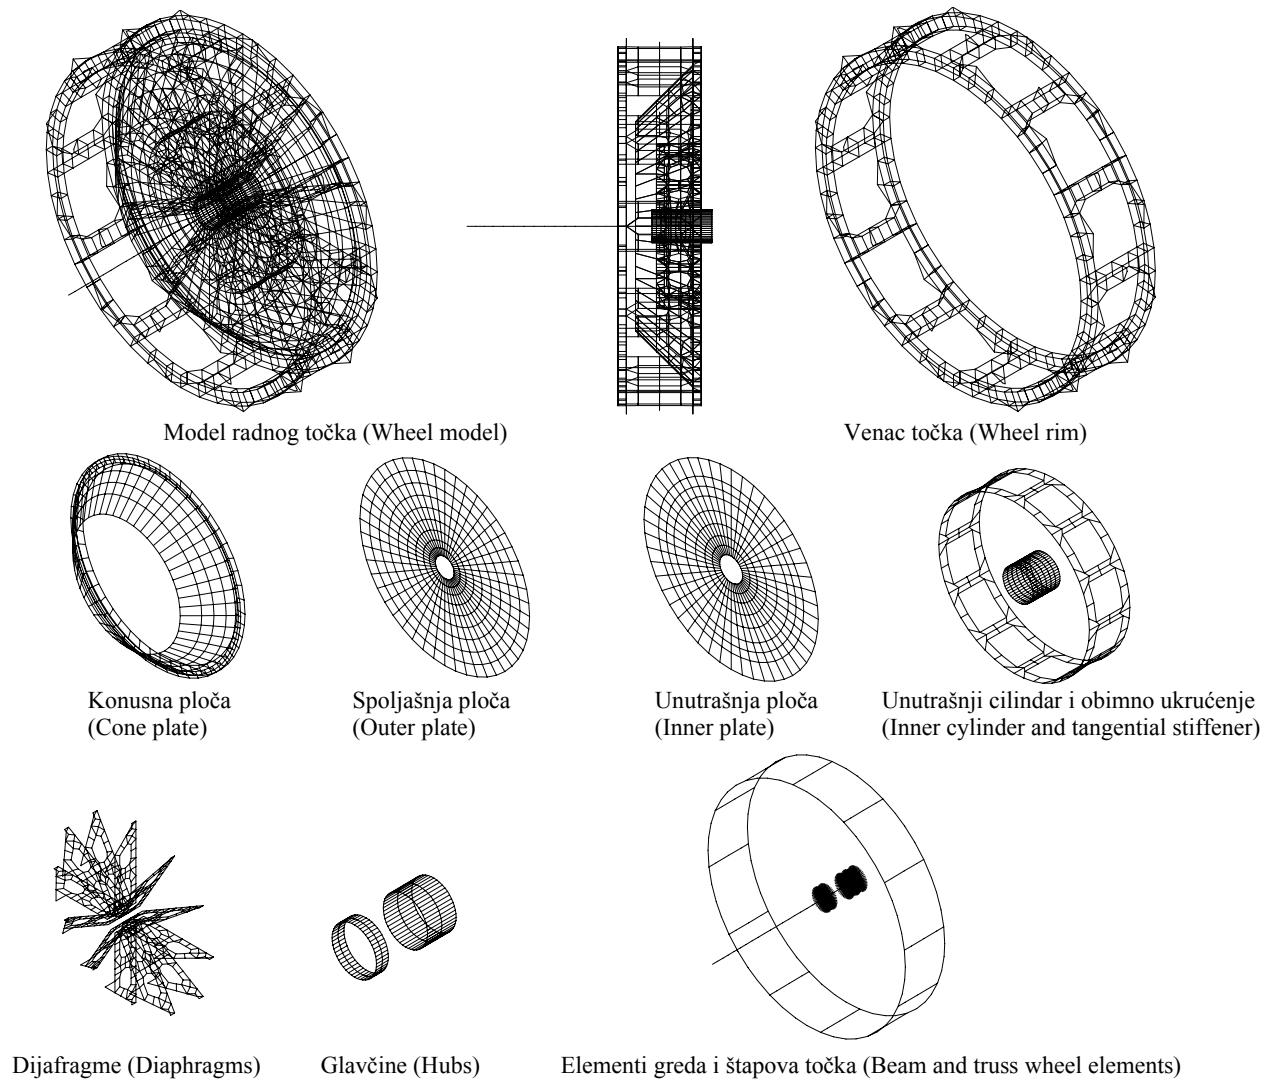 Model radnog točka (Wheel model)
Venac točka (Wheel rim)
Konusna ploča
(Cone plate)
Spoljašnja ploča
(Outer plate)
Unutrašnja ploča
(Inner plate)
Unutrašnji cilindar i obimno ukrućenje
(Inner cylinder and tangential stiffener)
Dijafragme (Diaphragms)
Glavčine (Hubs)
Elementi greda i štapova točka (Beam and truss wheel elements)